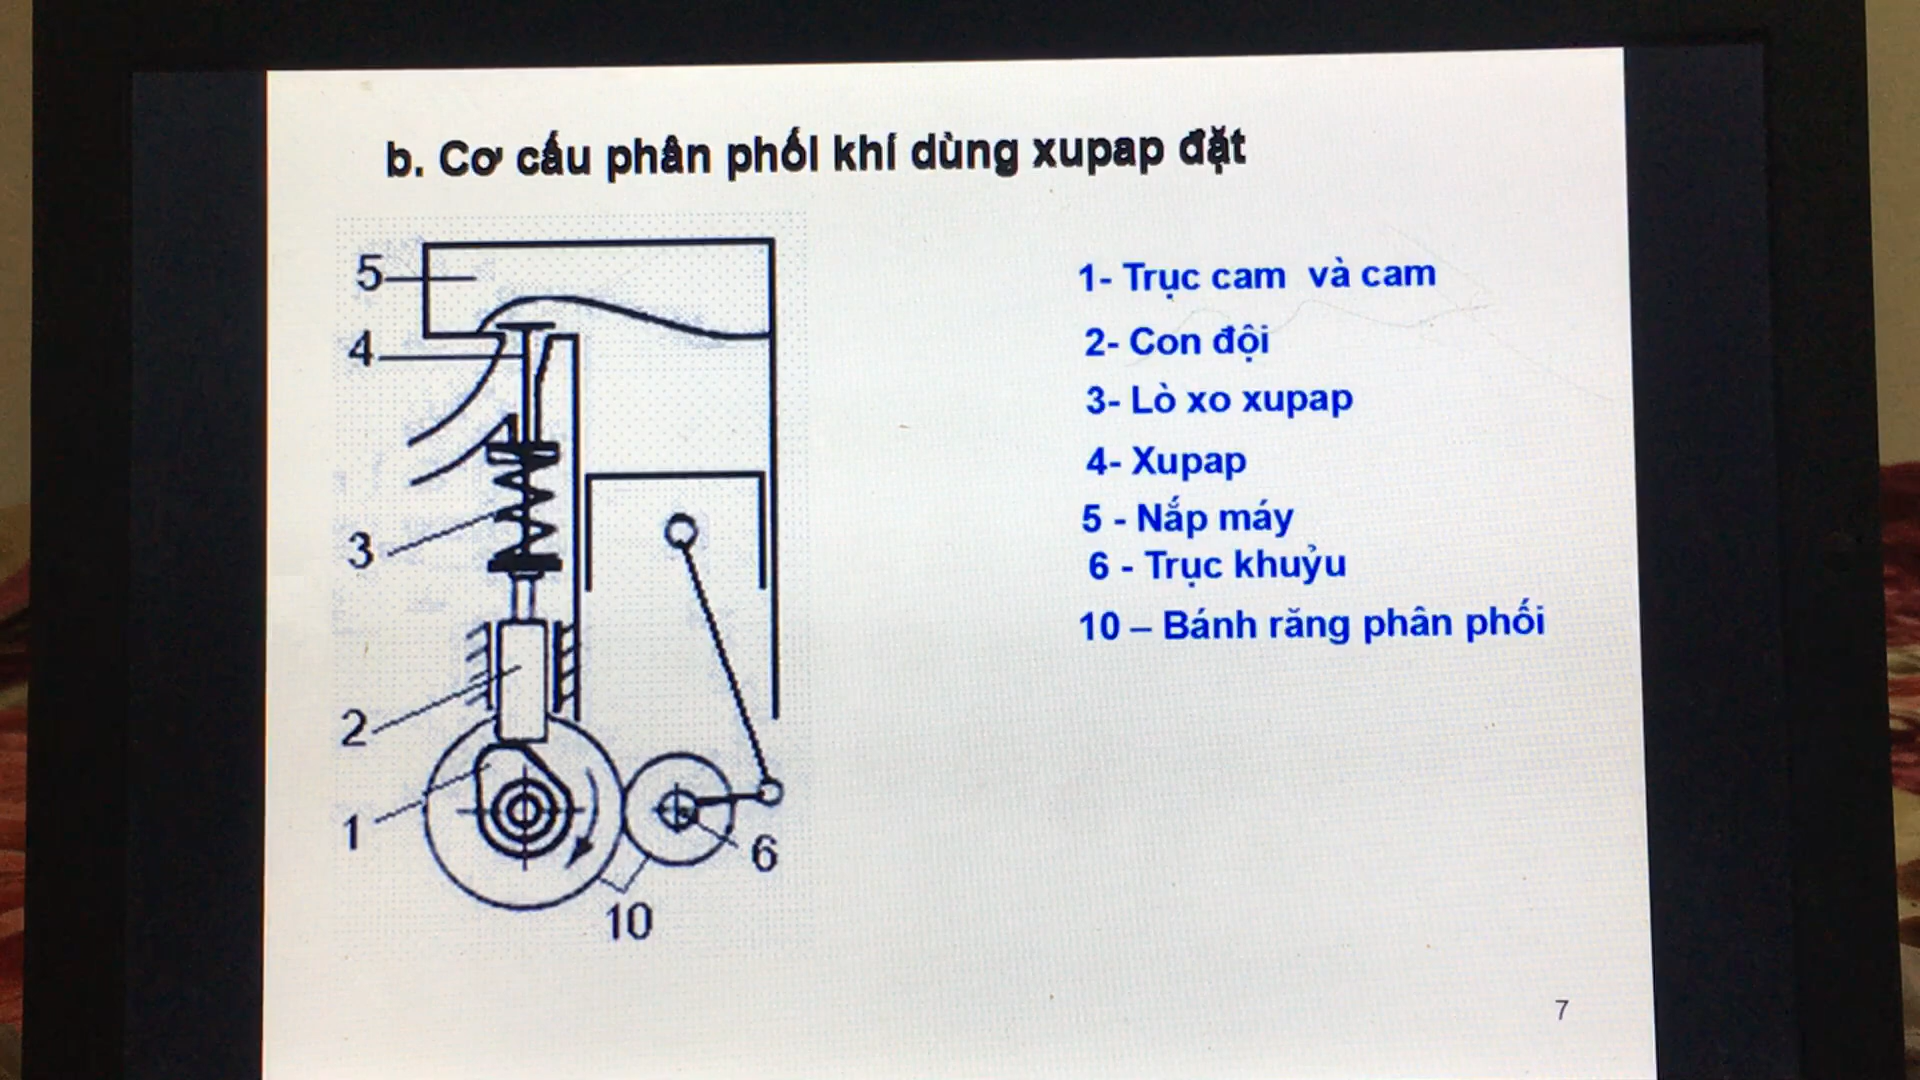 b. Cơ cấu phân phối khí dùng xupap đặt
5
4
3
2
1
6
10
1- Trục cam và cam
2- Con đội
3- Lò xo xupap
4- Xupap
5 - Nắp máy
6 - Trục khuỷu
10 – Bánh răng phân phối
7